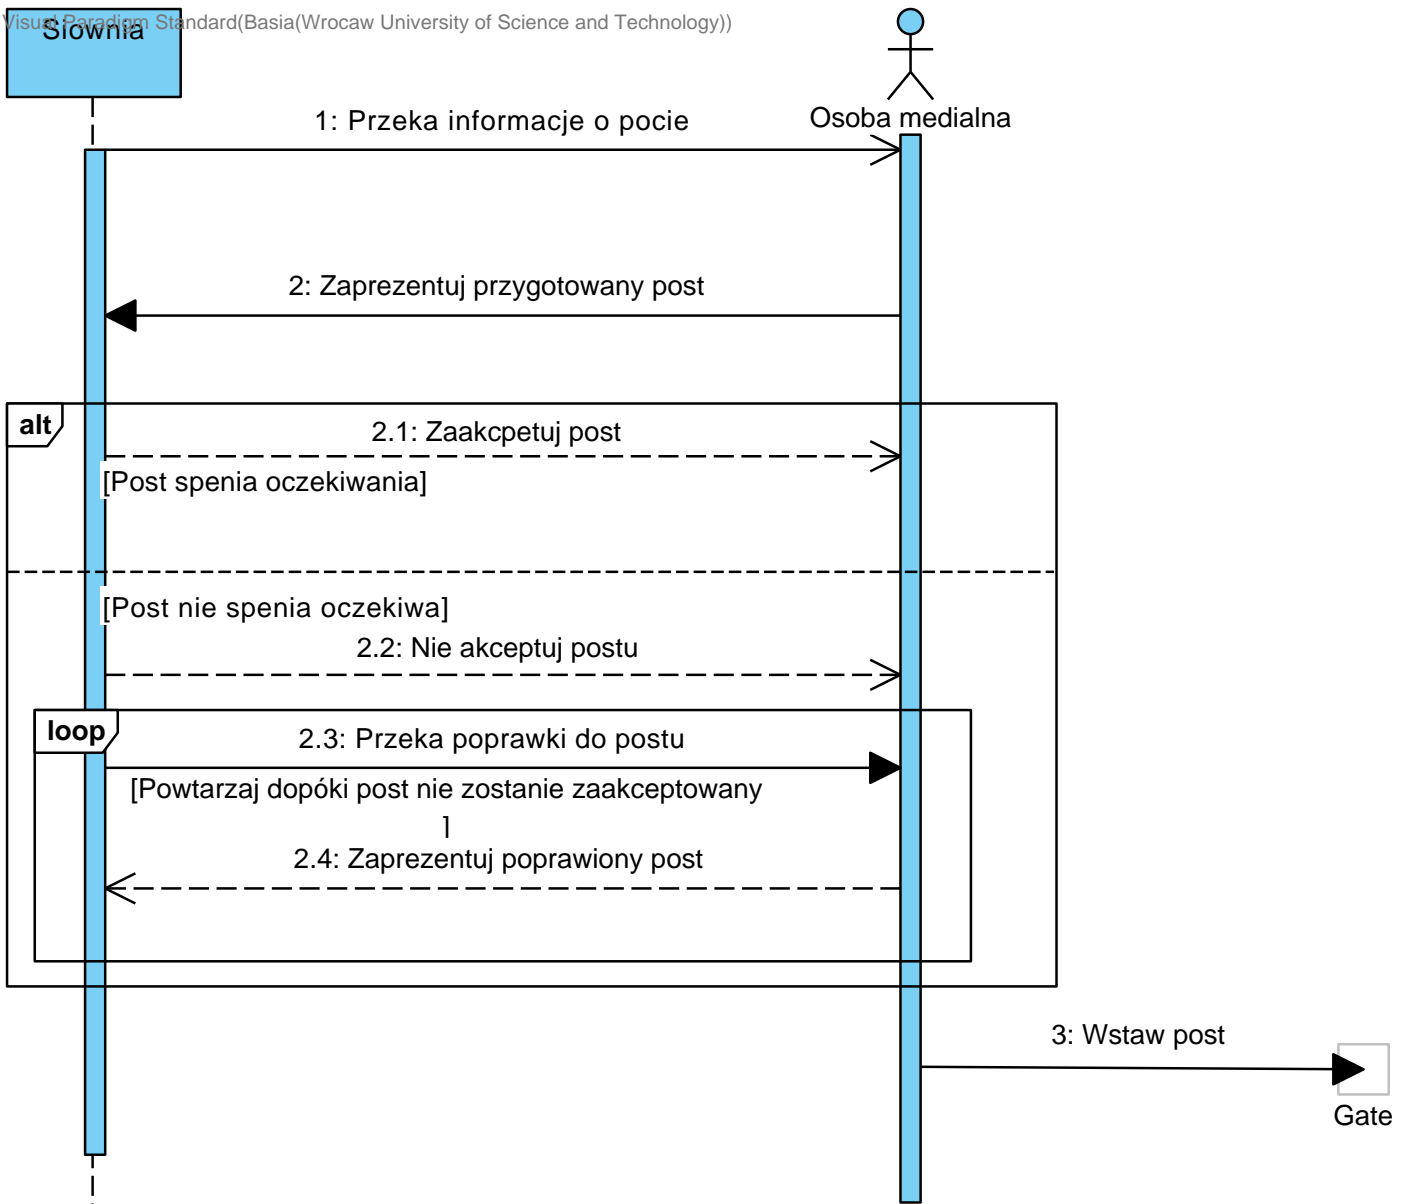 Visual Paradigm Standard(Basia(Wrocaw University of Science and Technology))
Slownia
Osoba medialna
1: Przeka informacje o pocie
2: Zaprezentuj przygotowany post
alt
2.1: Zaakcpetuj post
[Post spenia oczekiwania]
[Post nie spenia oczekiwa]
2.2: Nie akceptuj postu
loop
2.3: Przeka poprawki do postu
[Powtarzaj dopóki post nie zostanie zaakceptowany
]
2.4: Zaprezentuj poprawiony post
3: Wstaw post
Gate